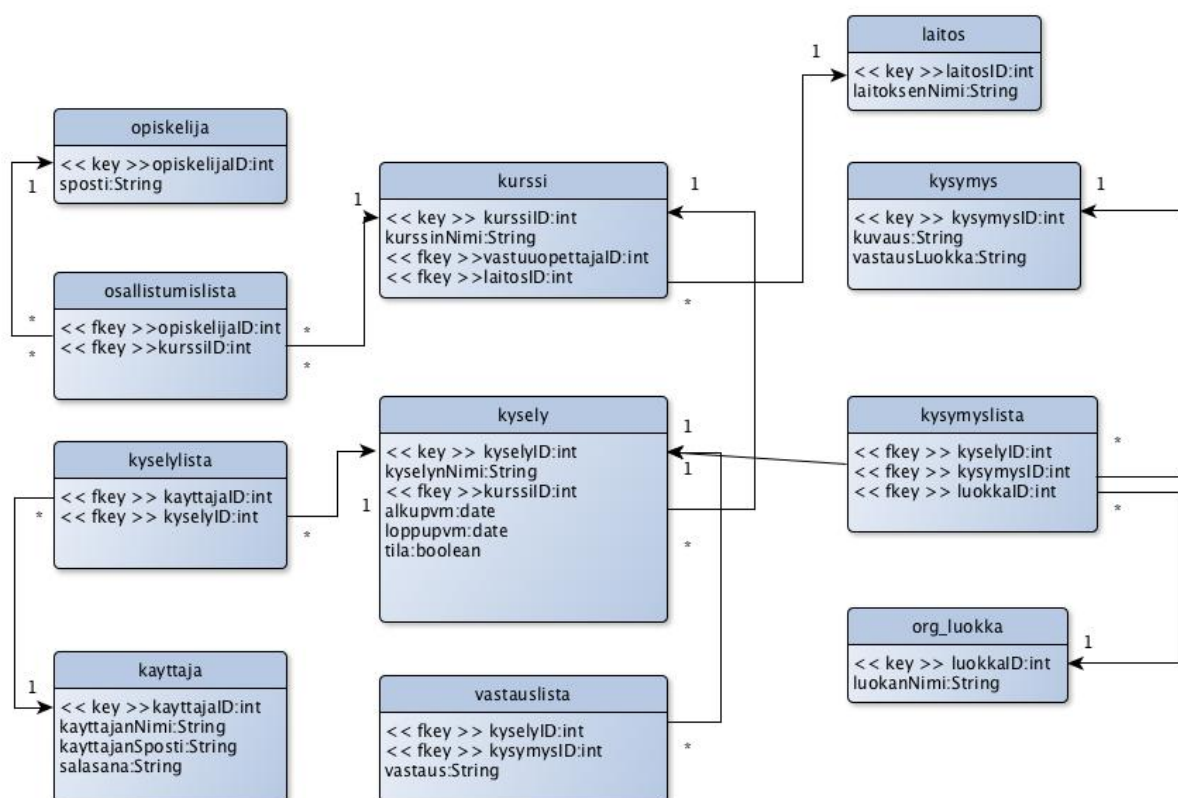 laitos
<< key >>laitosID:int
laitoksenNimi:String
1
opiskelija
<< key >>opiskelijaID:int
sposti:String
1
kurssi
<< key >> kurssiID:int
kurssinNimi:String
<< fkey >>vastuuopettajaID:int
<< fkey >>laitosID:int
1
1
*
kysymys
<< key >> kysymysID:int
kuvaus:String
vastausLuokka:String
1
osallistumislista
<< fkey >>opiskelijaID:int
<< fkey >>kurssiID:int
*
*
*
*
kysely
<< key >> kyselyID:int
kyselynNimi:String
<< fkey >>kurssiID:int
alkupvm:date
loppupvm:date
tila:boolean
1
1
1
*
kysymyslista
<< fkey >> kyselyID:int
<< fkey >> kysymysID:int
<< fkey >> luokkaID:int
*
*
kyselylista
<< fkey >> kayttajaID:int
<< fkey >> kyselyID:int
*
*
org_luokka
<< key >> luokkaID:int
luokanNimi:String
1
kayttaja
<< key >>kayttajaID:int
kayttajanNimi:String
kayttajanSposti:String
salasana:String
1
vastauslista
<< fkey >> kyselyID:int
<< fkey >> kysymysID:int
vastaus:String
*